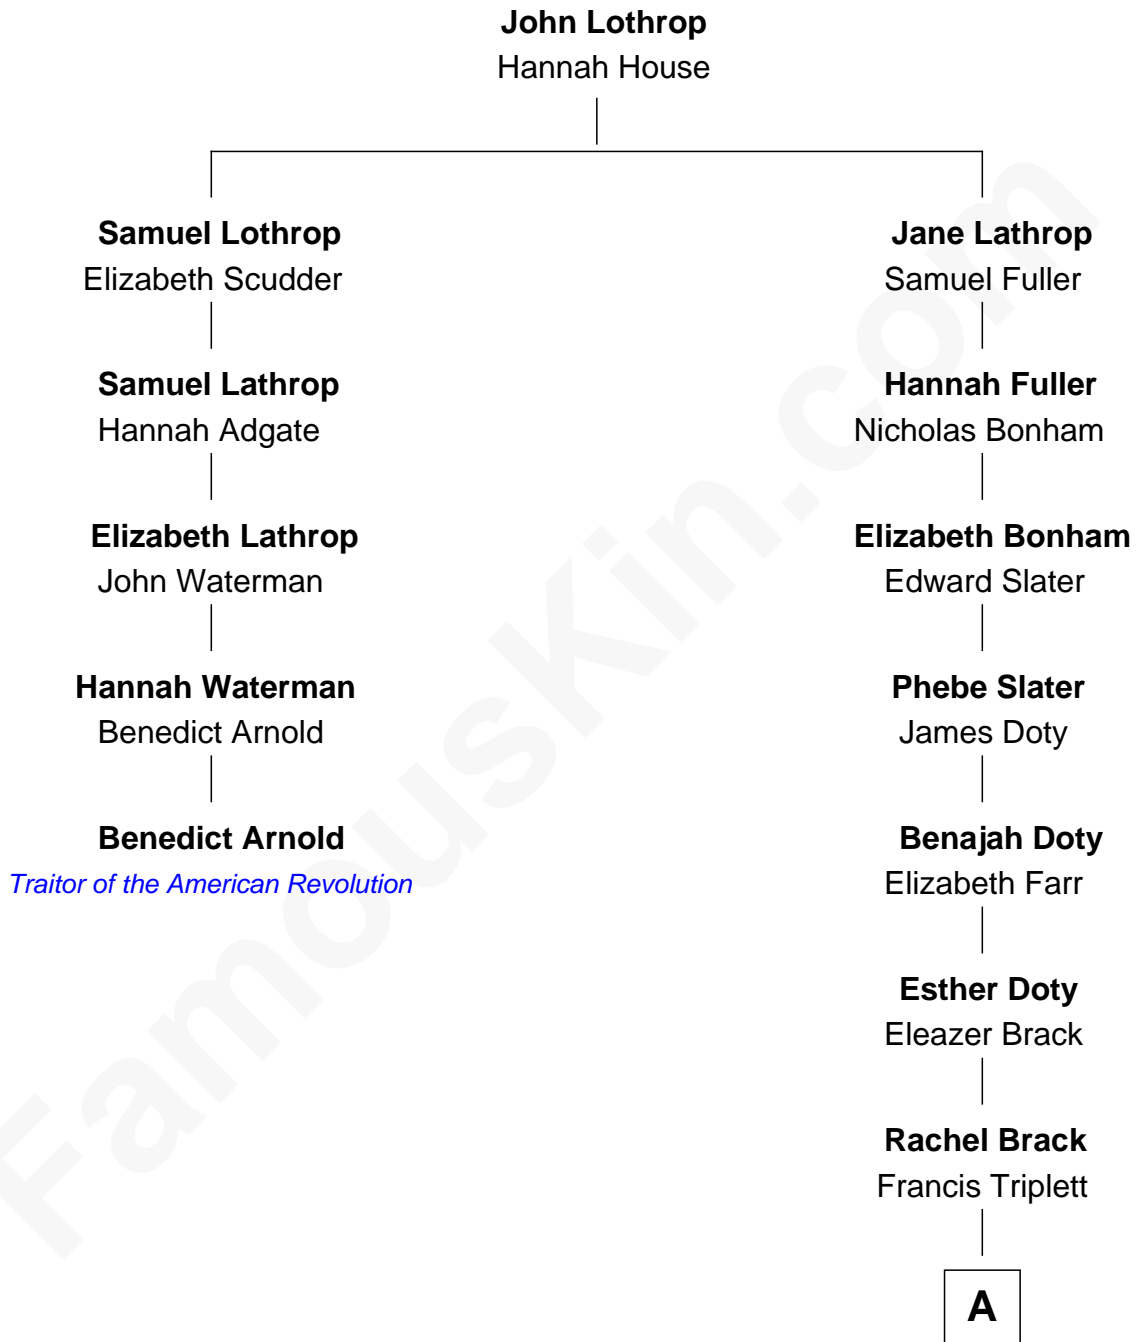 John Lothrop
Hannah House
Samuel Lothrop
Elizabeth Scudder
Jane Lathrop
Samuel Fuller
Samuel Lathrop
Hannah Adgate
Hannah Fuller
Nicholas Bonham
Elizabeth Lathrop
John Waterman
Elizabeth Bonham
Edward Slater
Hannah Waterman
Benedict Arnold
Phebe Slater
James Doty
Benedict Arnold
Traitor of the American Revolution
Benajah Doty
Elizabeth Farr
Esther Doty
Eleazer Brack
Rachel Brack
Francis Triplett
A
FamousKin.com